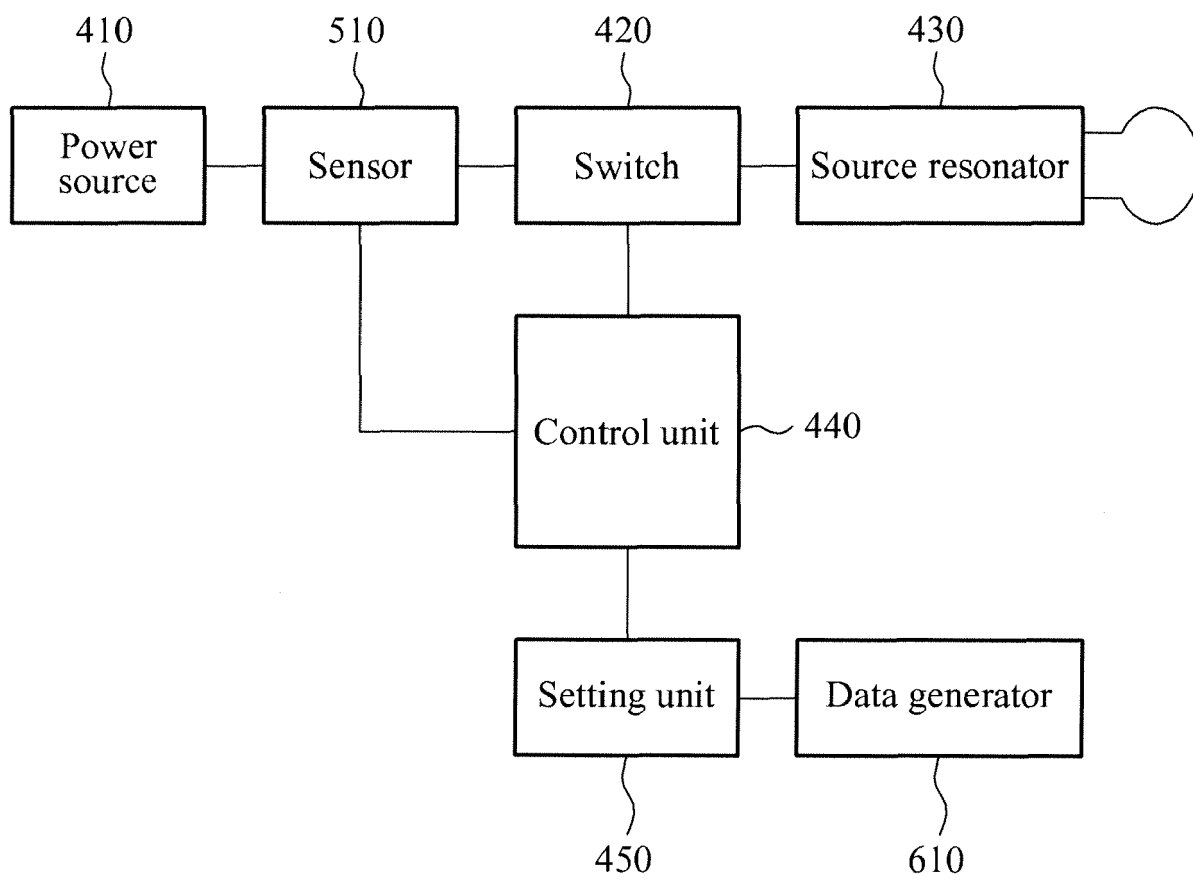 410
510
420
430
Power
source
Sensor
Switch
Source resonator
Control unit
440
Setting unit
Data generator
450
610